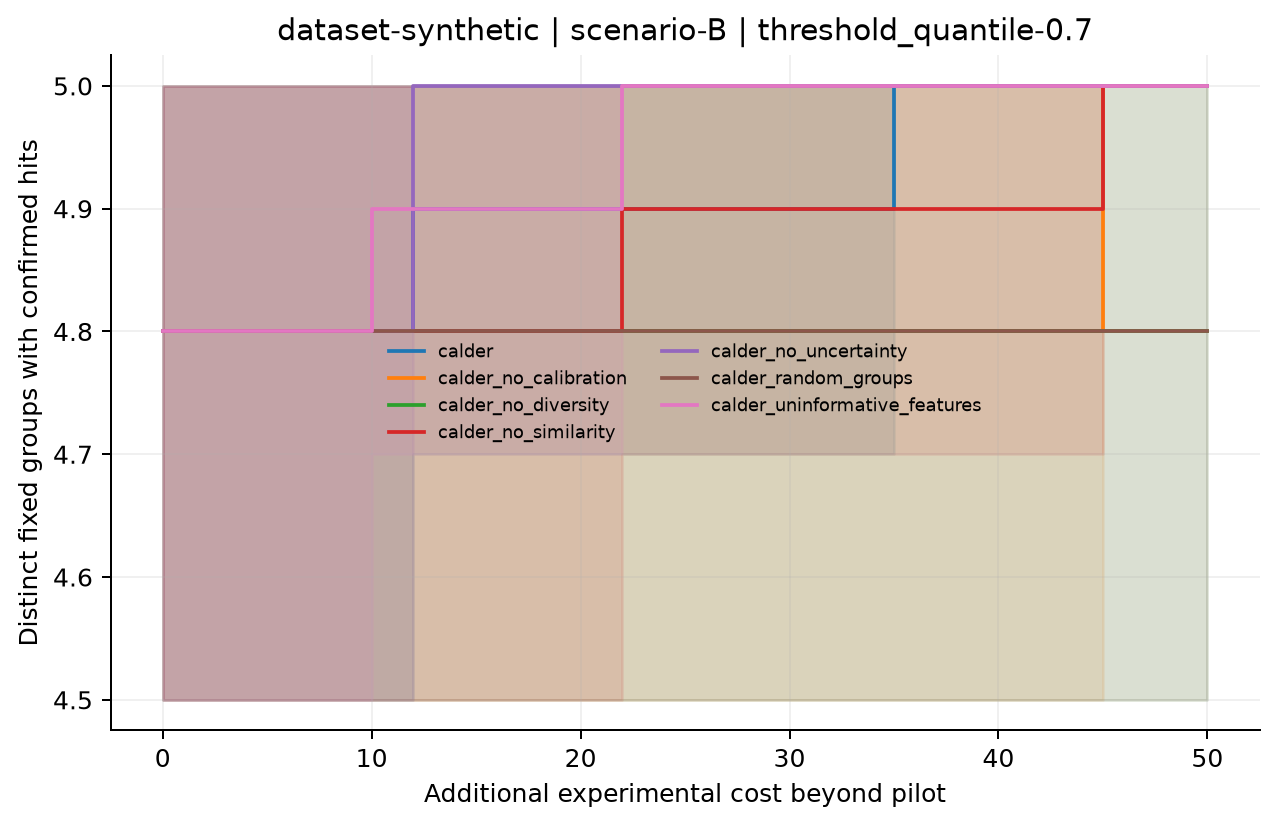 dataset-synthetic | scenario-B | threshold_quantile-0.7
Distinct fixed groups with confirmed hits
5.0
4.9
4.8
4.7
4.6
4.5
calder
calder_no_calibration
calder_no_diversity
calder_no_similarity
calder_no_uncertainty
calder_random_groups
calder_uninformative_features
0 10 20 30 40 50
Additional experimental cost beyond pilot